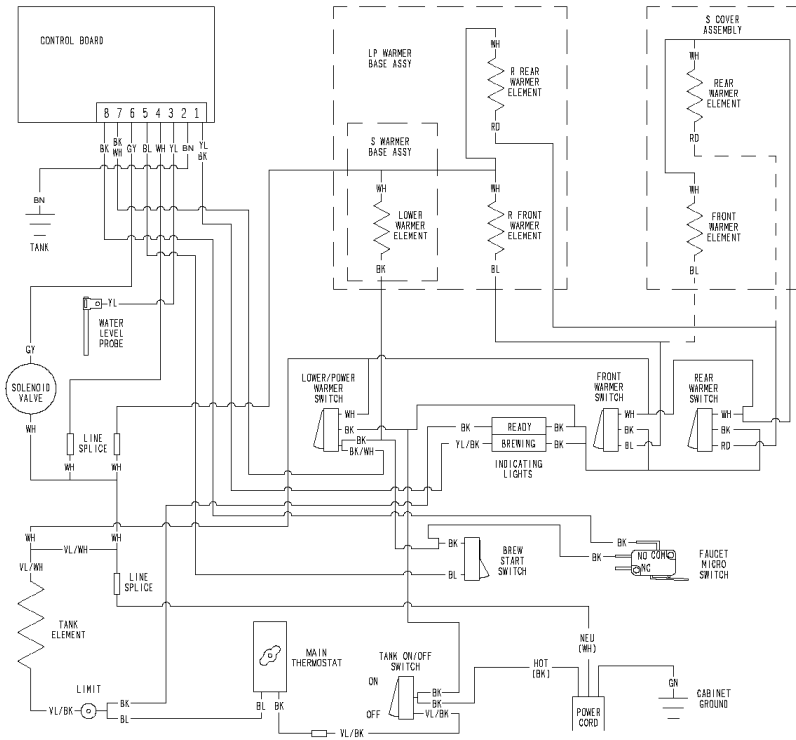 CONTROL BOARD
8 7 6 5 4 3 2 1
BK
BK
WH
GY
BL
WH
YL
BN
YL
BK
LP WARMER
BASE ASSY
S COVER
ASSEMBLY
WH
R REAR
WARMER
ELEMENT
RD
WH
REAR
WARMER
ELEMENT
RD
S WARMER
BASE ASSY
WH
LOWER
WARMER
ELEMENT
BK
WH
R FRONT
WARMER
ELEMENT
BL
WH
FRONT
WARMER
ELEMENT
BL
BN
TANK
YL
WATER
LEVEL
PROBE
GY
SOLENOID
VALVE
WH
LINE
SPLICE
WH
WH
LOWER/POWER
WARMER
SWITCH
WH
BK
BK
BK/WH
BK
READY
BK
YL/BK
BREWING
BK
INDICATING
LIGHTS
FRONT
WARMER
SWITCH
WH
BK
BL
REAR
WARMER
SWITCH
WH
BK
RD
WH
VL/WH
WH
VL/WH
LINE
SPLICE
TANK
ELEMENT
BK
BL
BREW
START
SWITCH
BK
BK
NO COM
NC
FAUCET
MICRO
SWITCH
MAIN
THERMOSTAT
TANK ON/OFF
SWITCH
ON
OFF
BK
BK
VL/BK
HOT
(BK)
NEU
(WH)
GN
CABINET
GROUND
POWER
CORD
LIMIT
VL/BK
BK
BL
BL
BK
VL/BK